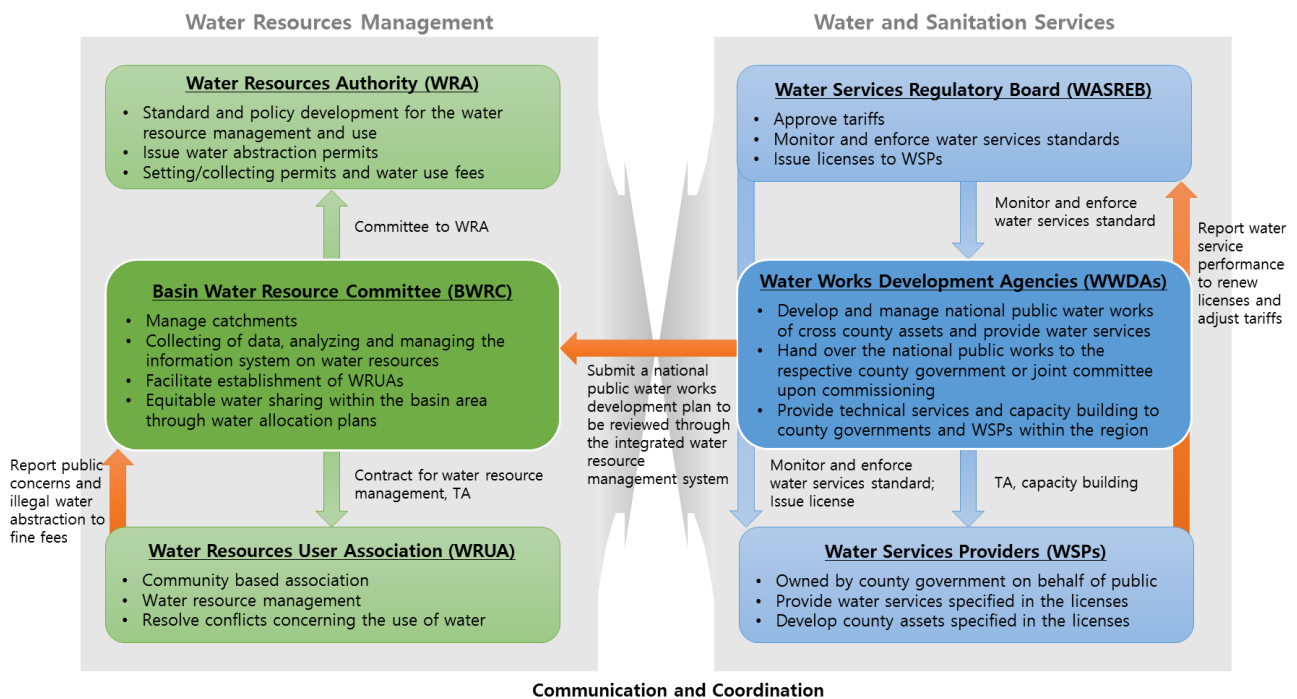 Water Resources Management
Water Resources Authority (WRA)
• Standard and policy development for the water
resource management and use
• Issue water abstraction permits
• Setting/collecting permits and water use fees
Committee to WRA
Basin Water Resource Committee (BWRC)
• Manage catchments
• Collecting of data, analyzing and managing the
information system on water resources
• Facilitate establishment of WRUAs
• Equitable water sharing within the basin area
through water allocation plans
Report public
concerns and
illegal water
abstraction to
fine fees
Contract for water resource
management, TA
Water Resources User Association (WRUA)
• Community based association
• Water resource management
• Resolve conflicts concerning the use of water
Submit a national
public water works
development plan to
be reviewed through
the integrated water
resource
management system
Water and Sanitation Services
Water Services Regulatory Board (WASREB)
• Approve tariffs
• Monitor and enforce water services standards
• Issue licenses to WSPs
Monitor and enforce
water services standard
Report water
service
performance
to renew
licenses and
adjust tariffs
Water Works Development Agencies (WWDAs)
• Develop and manage national public water works
of cross county assets and provide water services
• Hand over the national public works to the
respective county government or joint committee
upon commissioning
• Provide technical services and capacity building to
county governments and WSPs within the region
Monitor and enforce
water services standard;
Issue license
TA, capacity building
Water Services Providers (WSPs)
• Owned by county government on behalf of public
• Provide water services specified in the licenses
• Develop county assets specified in the licenses
Communication and Coordination